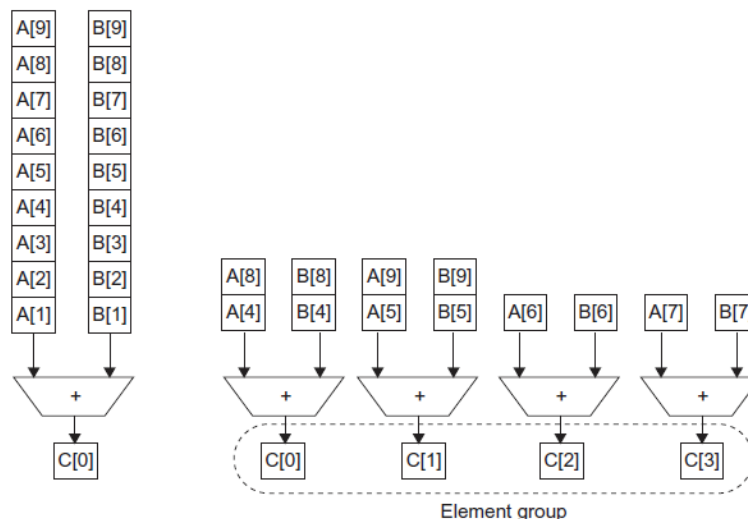 A[9] B[9]
A[8] B[8]
A[7] B[7]
A[6] B[6]
A[5] B[5]
A[4] B[4]
A[3] B[3]
A[2] B[2]
A[1] B[1]
+
C[0]
A[8] B[8] A[9] B[9]
A[4] B[4] A[5] B[5] A[6] B[6] A[7] B[7
+ + + +
C[0] C[1] C[2] C[3]
Element group